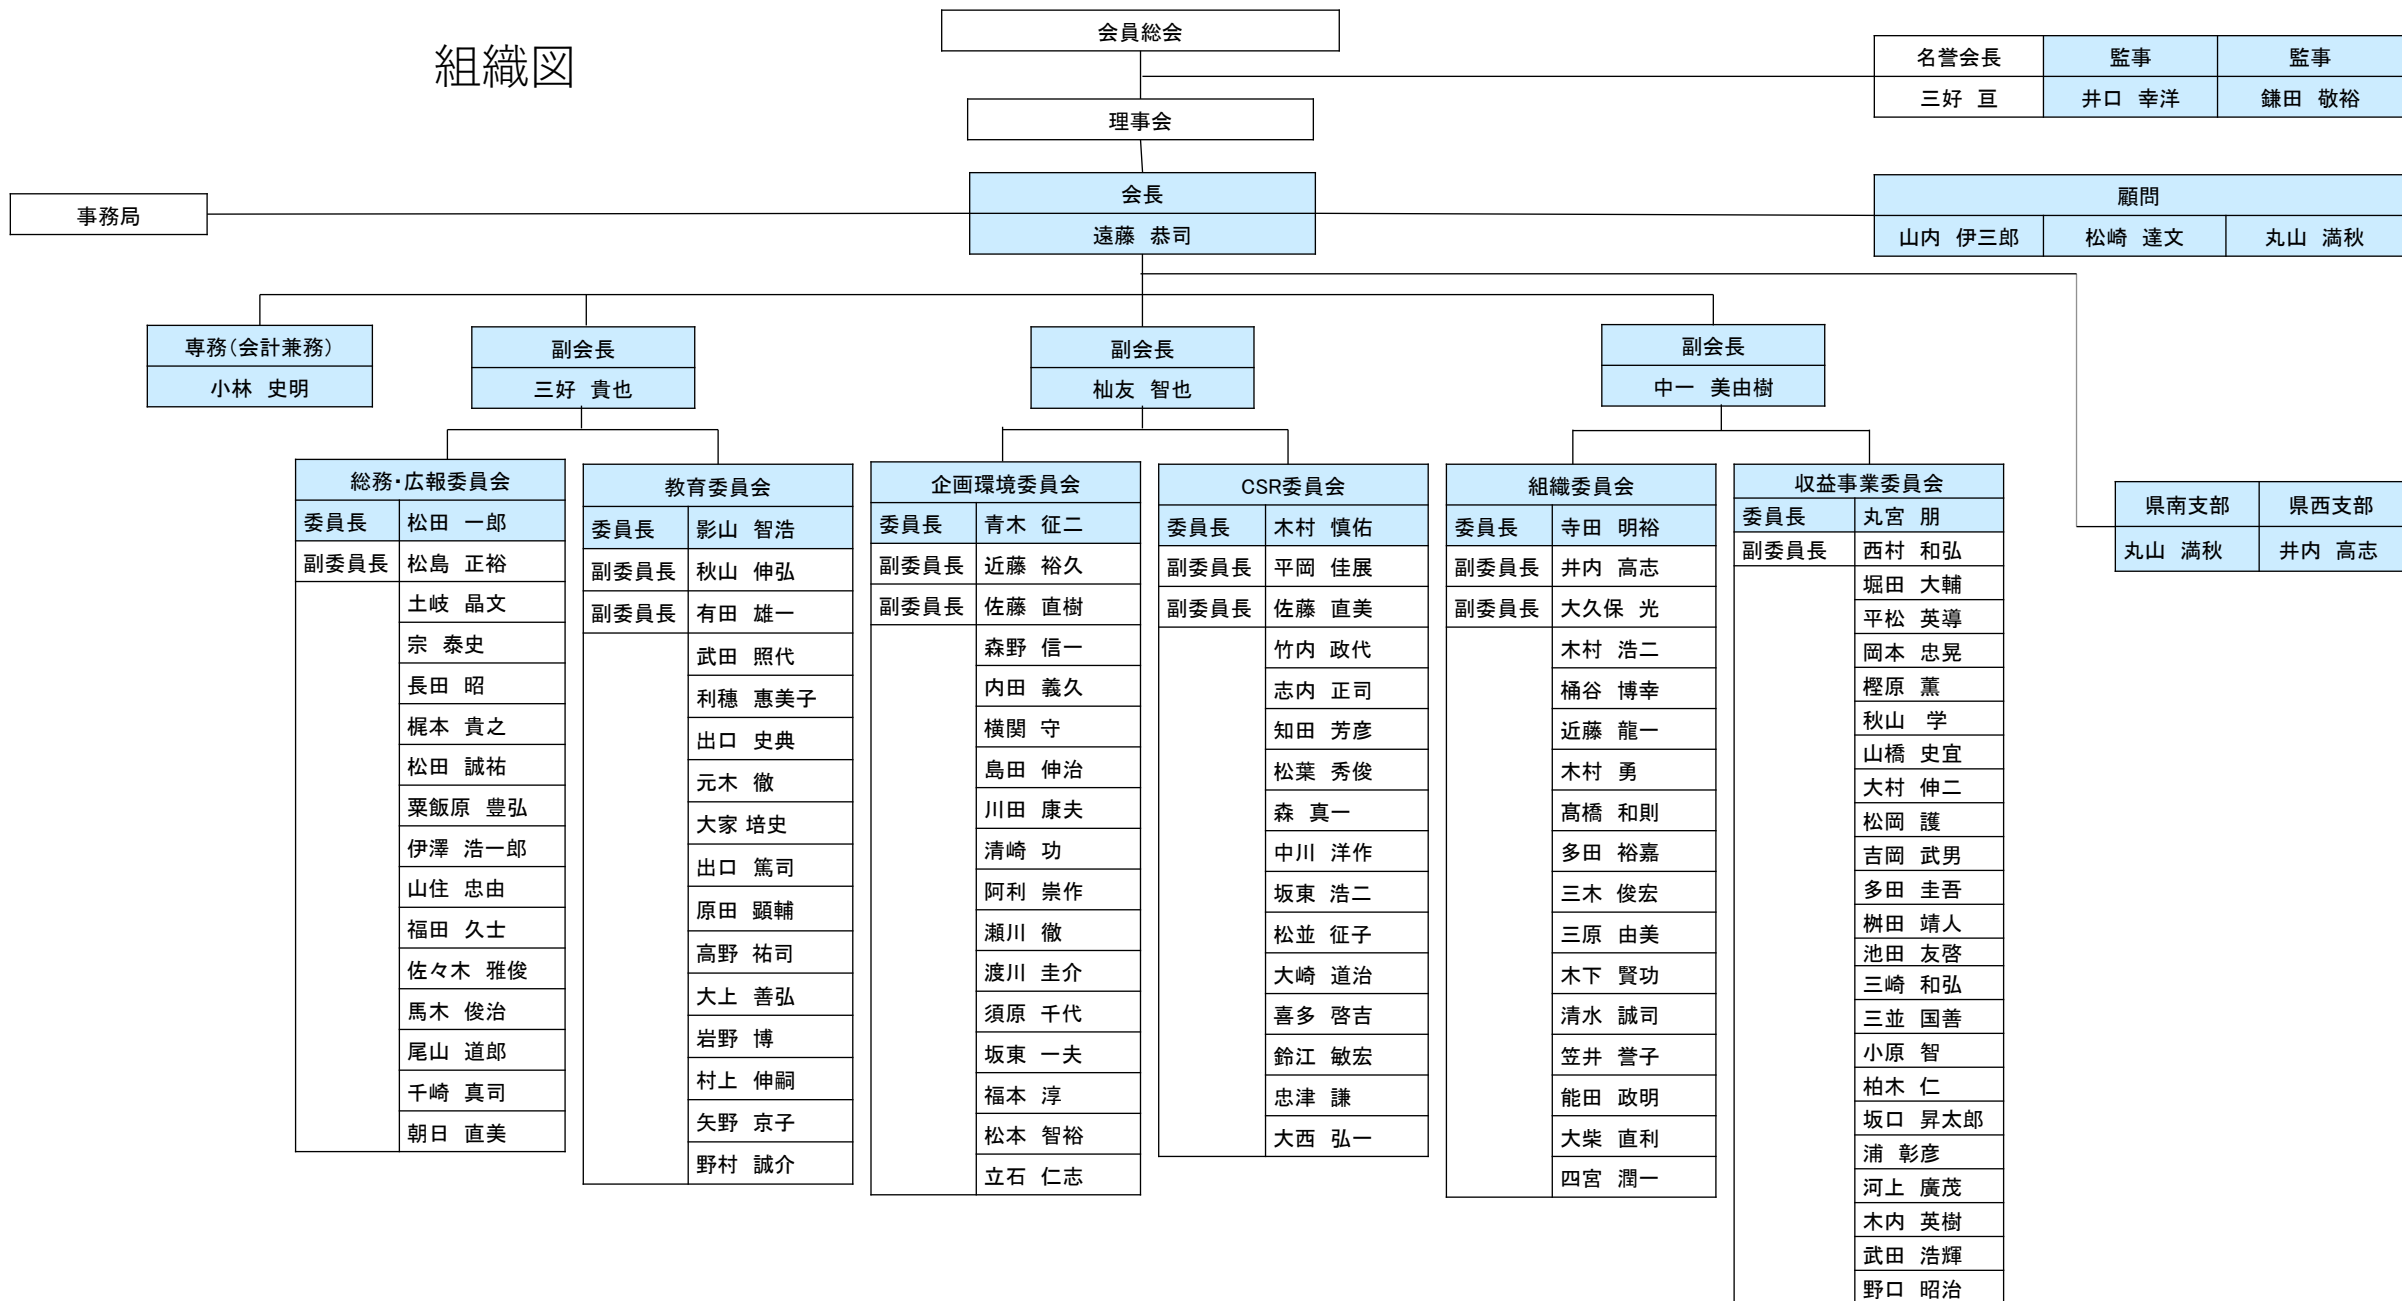 組織図
会員総会
名誉会長 監事 監事
三好 亘 井口 幸洋 鎌田 敬裕
理事会
会長
遠藤 恭司
事務局
顧問
山内 伊三郎 松崎 達文 丸山 満秋
専務(会計兼務)
小林 史明
副会長
三好 貴也
副会長
杣友 智也
副会長
中一 美由樹
総務・広報委員会
委員長 松田 一郎
副委員長 松島 正裕
土岐 晶文
宗 泰史
長田 昭
梶本 貴之
松田 誠祐
粟飯原 豊弘
伊澤 浩一郎
山住 忠由
福田 久士
佐々木 雅俊
馬木 俊治
尾山 道郎
千崎 真司
朝日 直美
教育委員会
委員長 影山 智浩
副委員長 秋山 伸弘
副委員長 有田 雄一
武田 照代
利穂 惠美子
出口 史典
元木 徹
大家 培史
出口 篤司
原田 顕輔
高野 祐司
大上 善弘
岩野 博
村上 伸嗣
矢野 京子
野村 誠介
企画環境委員会
委員長 青木 征二
副委員長 近藤 裕久
副委員長 佐藤 直樹
森野 信一
内田 義久
横関 守
島田 伸治
川田 康夫
清崎 功
阿利 崇作
瀬川 徹
渡川 圭介
須原 千代
坂東 一夫
福本 淳
松本 智裕
立石 仁志
CSR委員会
委員長 木村 慎佑
副委員長 平岡 佳展
副委員長 佐藤 直美
竹内 政代
志内 正司
知田 芳彦
松葉 秀俊
森 真一
中川 洋作
坂東 浩二
松並 征子
大崎 道治
喜多 啓吉
鈴江 敏宏
忠津 謙
大西 弘一
組織委員会
委員長 寺田 明裕
副委員長 井内 高志
副委員長 大久保 光
木村 浩二
桶谷 博幸
近藤 龍一
木村 勇
髙橋 和則
多田 裕嘉
三木 俊宏
三原 由美
木下 賢功
清水 誠司
笠井 誉子
能田 政明
大柴 直利
四宮 潤一
収益事業委員会
委員長 丸宮 朋
副委員長 西村 和弘
堀田 大輔
平松 英導
岡本 忠晃
樫原 薫
秋山 学
山橋 史宜
大村 伸二
松岡 護
吉岡 武男
多田 圭吾
桝田 靖人
池田 友啓
三崎 和弘
三並 国善
小原 智
柏木 仁
坂口 昇太郎
浦 彰彦
河上 廣茂
木内 英樹
武田 浩輝
野口 昭治
県南支部 県西支部
丸山 満秋 井内 高志